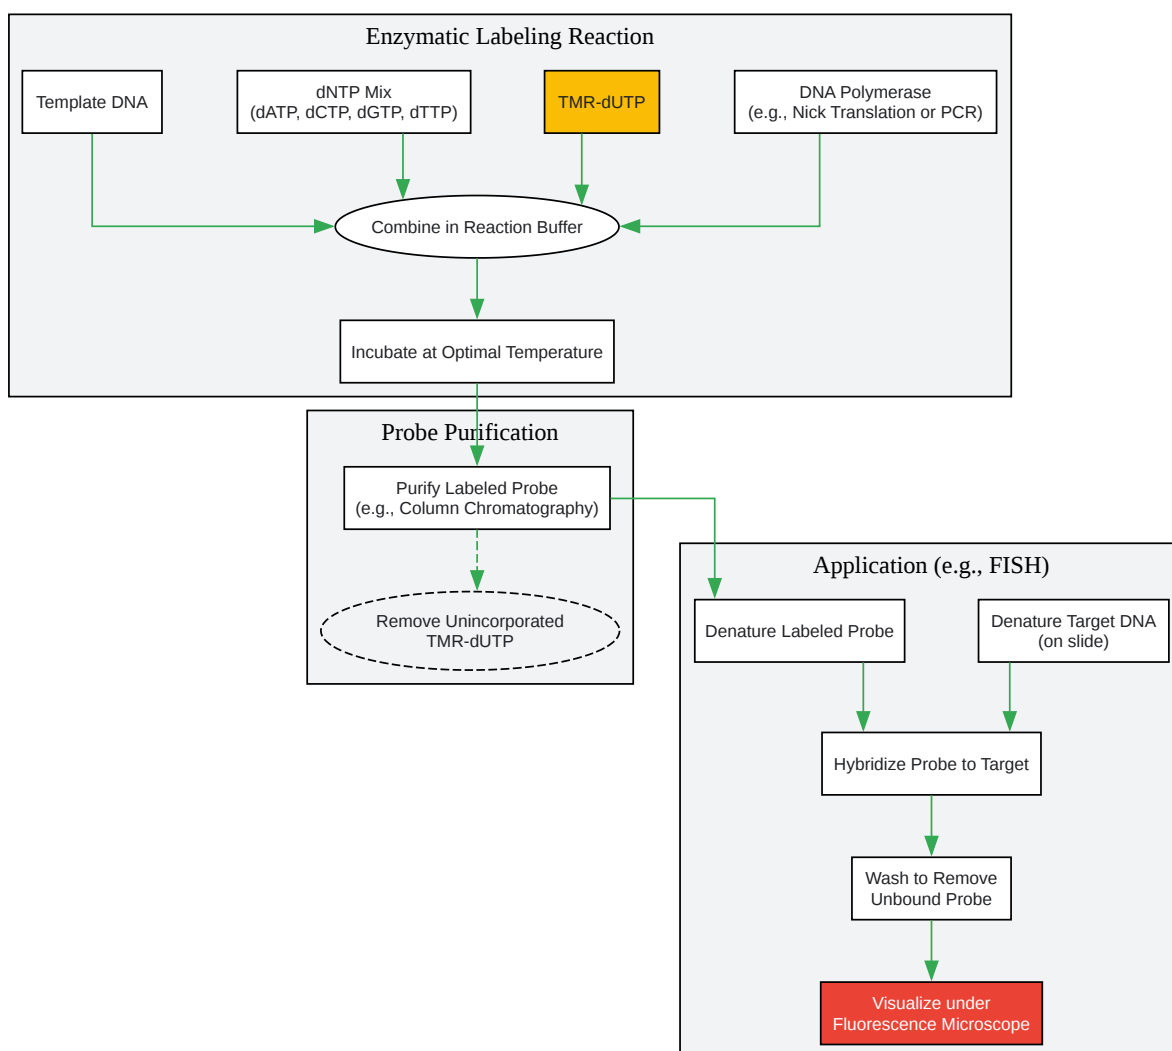 Enzymatic Labeling Reaction
Template DNA
dNTP Mix
(dATP, dCTP, dGTP, dTTP)
TMR-dUTP
DNA Polymerase
(e.g., Nick Translation or PCR)
Combine in Reaction Buffer
Incubate at Optimal Temperature
Probe Purification
Purify Labeled Probe
(e.g., Column Chromatography)
Remove Unincorporated
TMR-dUTP
Application (e.g., FISH)
Denature Labeled Probe
Denature Target DNA
(on slide)
Hybridize Probe to Target
Wash to Remove
Unbound Probe
Visualize under
Fluorescence Microscope